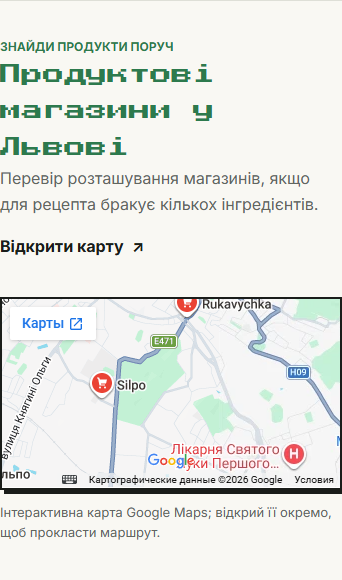 ЗНАЙДИ ПРОДУКТИ ПОРУЧ
Продуктові
магазини у
Львові
Перевір розташування магазинів, якщо
для рецепта бракує кількох інгредієнтів.
Відкрити карту ↗
Rukavychka
Карты
E471
H09
Silpo
вулиця Княгині Ольги
Лікарня Святого
Луки Першого...
H
льпо
Google
Картографические данные ©2026 Google
Условия
Інтерактивна карта Google Maps; відкрий її окремо,
щоб прокласти маршрут.